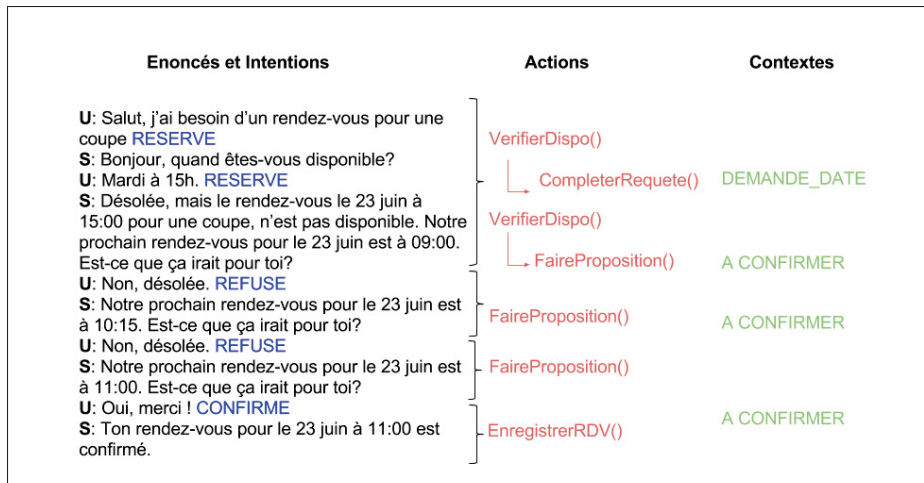 Enoncés et Intentions
Actions
Contextes
U: Salut, j'ai besoin d'un rendez-vous pour une
coupe RESERVE
S: Bonjour, quand êtes-vous disponible?
U: Mardi à 15h. RESERVE
S: Désolée, mais le rendez-vous le 23 juin à
15:00 pour une coupe, n'est pas disponible. Notre
prochain rendez-vous pour le 23 juin est à 09:00.
Est-ce que ça irait pour toi?
U: Non, désolée. REFUSE
S: Notre prochain rendez-vous pour le 23 juin est
à 10:15. Est-ce que ça irait pour toi?
U: Non, désolée. REFUSE
S: Notre prochain rendez-vous pour le 23 juin est
à 11:00. Est-ce que ça irait pour toi?
U: Oui, merci ! CONFIRME
S: Ton rendez-vous pour le 23 juin à 11:00 est
confirmé.
VerifierDispo()
CompleterRequete()
VerifierDispo()
FaireProposition()
FaireProposition()
FaireProposition()
EnregistrerRDV()
DEMANDE_DATE
A CONFIRMER
A CONFIRMER
A CONFIRMER